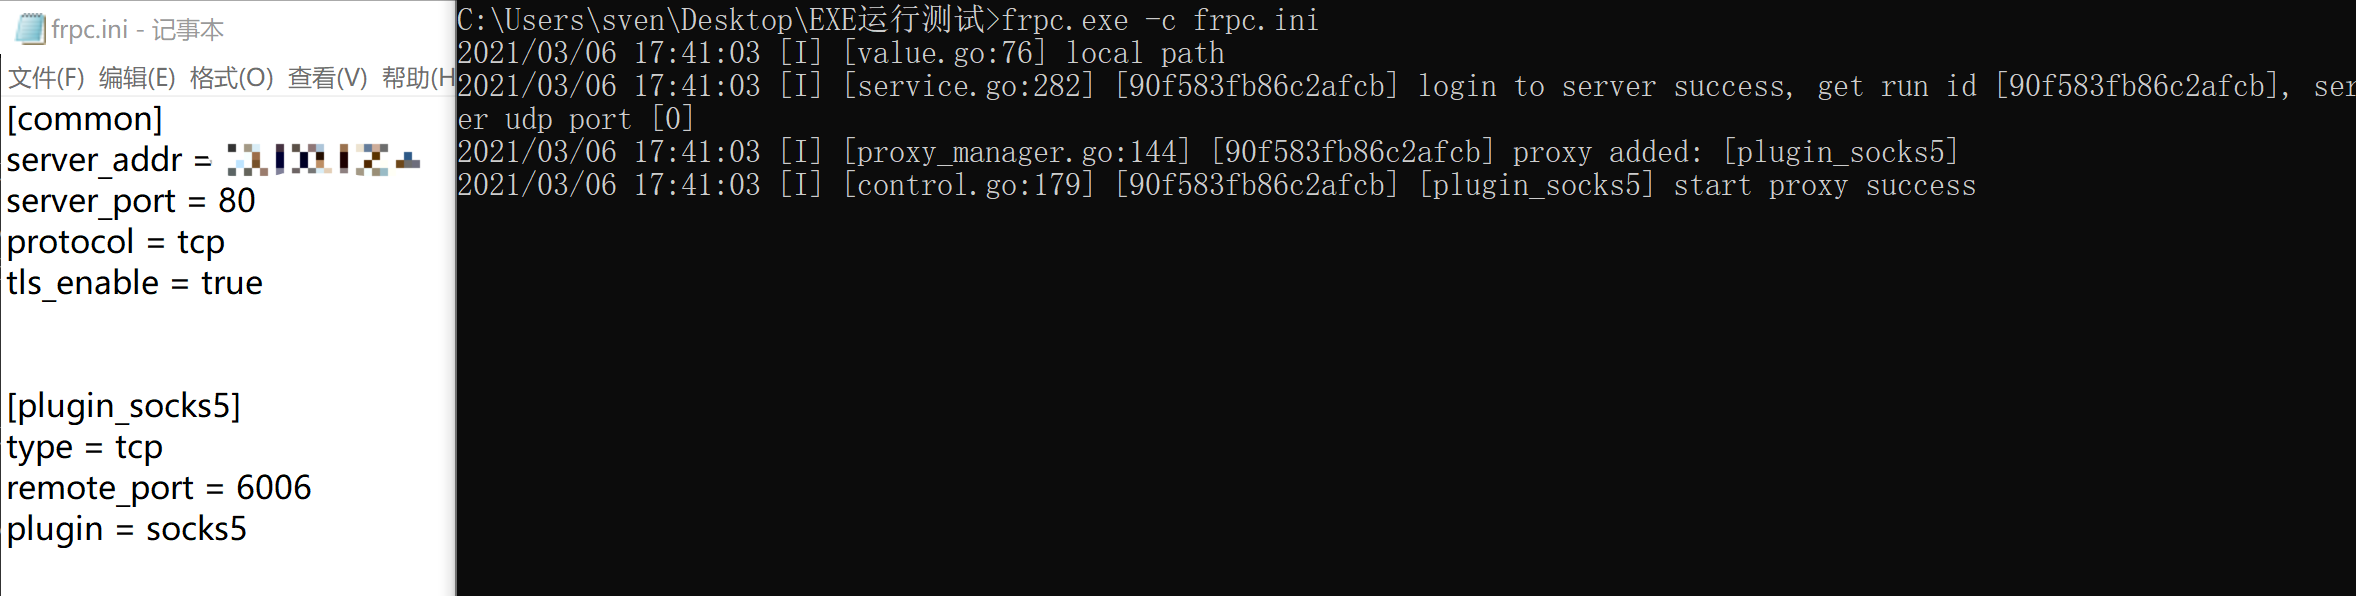 frpc.ini - 记事本
文件(F) 编辑(E) 格式(O) 查看(V) 帮助(H
[common]
server_addr =
server_port = 80
protocol = tcp
tls_enable = true
[plugin_socks5]
type = tcp
remote_port = 6006
plugin = socks5
C:\Users\sven\Desktop\EXE运行测试>frpc.exe -c frpc.ini
2021/03/06 17:41:03 [I] [value.go:76] local path
2021/03/06 17:41:03 [I] [service.go:282] [90f583fb86c2afcb] login to server success, get run id [90f583fb86c2afcb], ser
er udp port [0]
2021/03/06 17:41:03 [I] [proxy_manager.go:144] [90f583fb86c2afcb] proxy added: [plugin_socks5]
2021/03/06 17:41:03 [I] [control.go:179] [90f583fb86c2afcb] [plugin_socks5] start proxy success